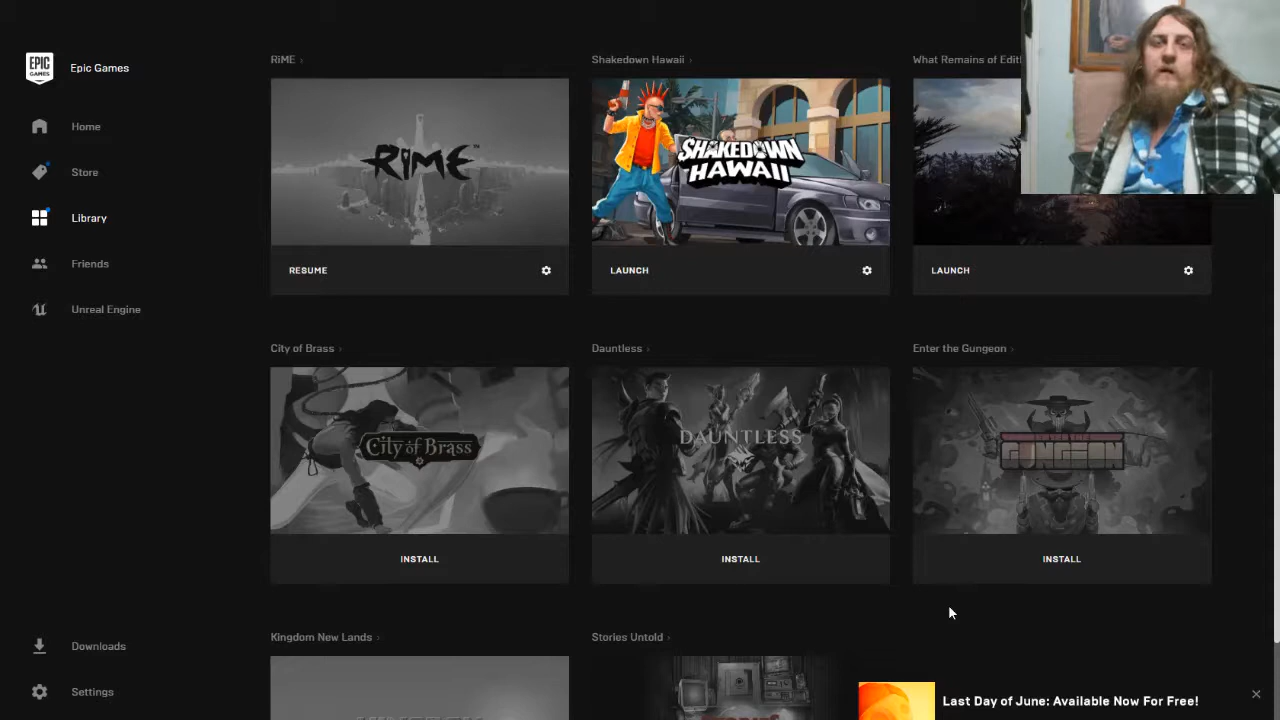 EPIC
GAMES
Epic Games
Home
Store
Library
Friends
Unreal Engine
Downloads
Settings
RiME
RiME™
RESUME
Shakedown Hawaii
SHAKEDOWN
HAWAII
LAUNCH
What Remains of
LAUNCH
City of Brass
City of Brass
INSTALL
Dauntless
DAUNTLESS
INSTALL
Enter the Gungeon
GUNGEON
INSTALL
Kingdom New Lands
Stories Untold
Last Day of June: Available Now For Free!